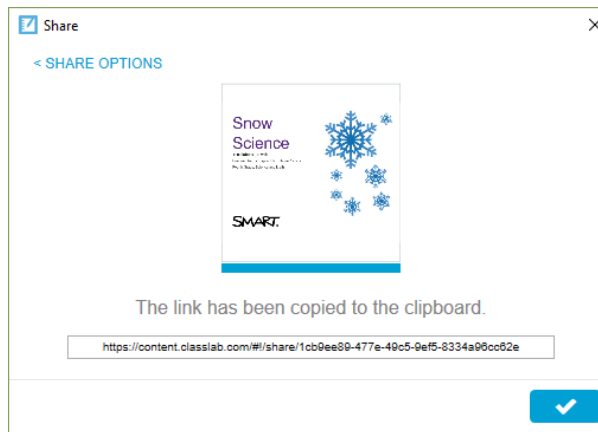 Share
< SHARE OPTIONS
Snow
Science
SMART
The link has been copied to the clipboard.
https://content.classlab.com/#!/share/1cb9ee89-477e-49c5-9ef5-8334a96cc62e